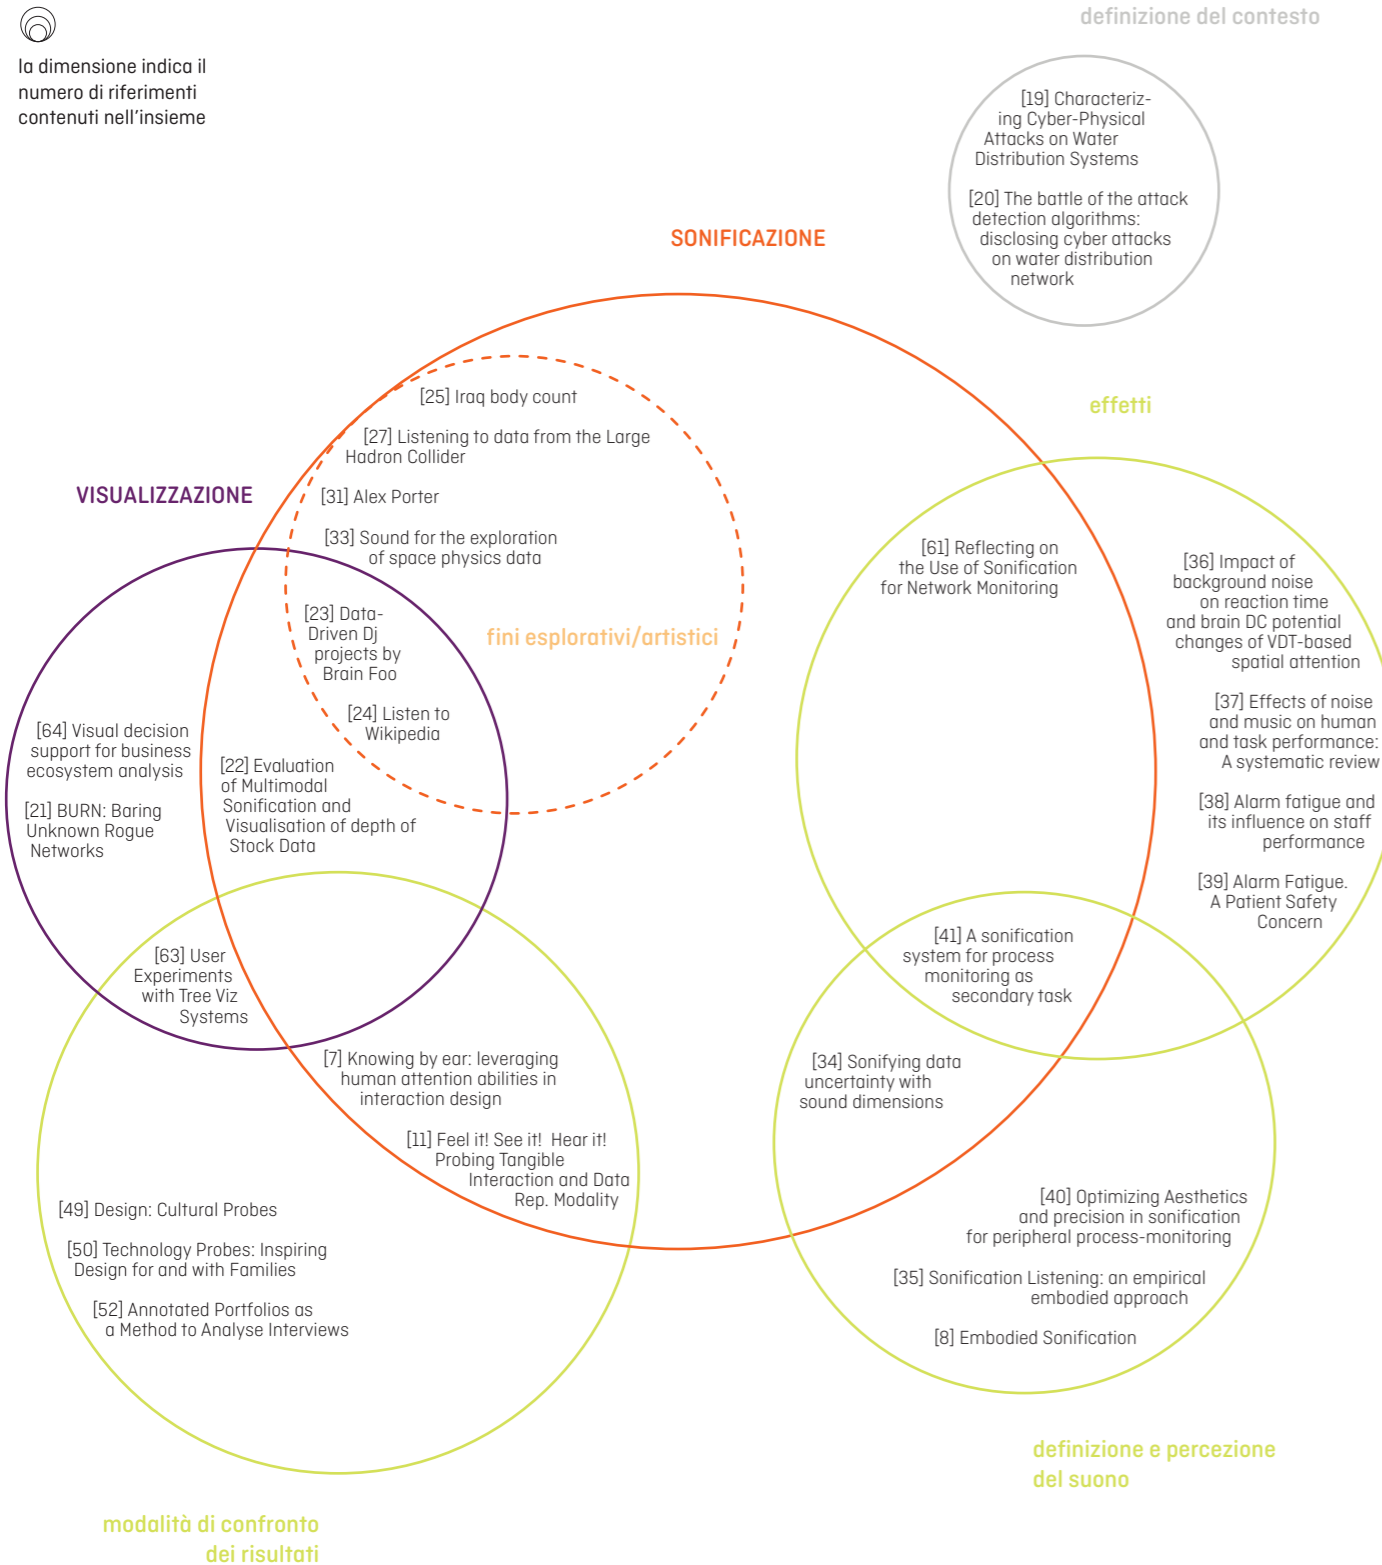 la dimensione indica il
numero di riferimenti
contenuti nell'insieme
definizione del contesto
[19] Characteriz-
ing Cyber-Physical
Attacks on Water
Distribution Systems
[20] The battle of the attack
detection algorithms:
disclosing cyber attacks
on water distribution
network
SONIFICAZIONE
[25] Iraq body count
[27] Listening to data from the Large
Hadron Collider
[31] Alex Porter
[33] Sound for the exploration
of space physics data
fini esplorativi/artistici
[23] Data-
Driven Dj
projects by
Brain Foo
[24] Listen to
Wikipedia
VISUALIZZAZIONE
[64] Visual decision
support for business
ecosystem analysis
[21] BURN: Baring
Unknown Rogue
Networks
[22] Evaluation
of Multimodal
Sonification and
Visualisation of depth of
Stock Data
[63] User
Experiments
with Tree Viz
Systems
effetti
[61] Reflecting on
the Use of Sonification
for Network Monitoring
[36] Impact of
background noise
on reaction time
and brain DC potential
changes of VDT-based
spatial attention
[37] Effects of noise
and music on human
and task performance:
A systematic review
[38] Alarm fatigue and
its influence on staff
performance
[39] Alarm Fatigue.
A Patient Safety
Concern
[41] A sonification
system for process
monitoring as
secondary task
[34] Sonifying data
uncertainty with
sound dimensions
[7] Knowing by ear: leveraging
human attention abilities in
interaction design
[11] Feel it! See it! Hear it!
Probing Tangible
Interaction and Data
Rep. Modality
[49] Design: Cultural Probes
[50] Technology Probes: Inspiring
Design for and with Families
[52] Annotated Portfolios as
a Method to Analyse Interviews
[40] Optimizing Aesthetics
and precision in sonification
for peripheral process-monitoring
[35] Sonification Listening: an empirical
embodied approach
[8] Embodied Sonification
definizione e percezione
del suono
modalità di confronto
dei risultati